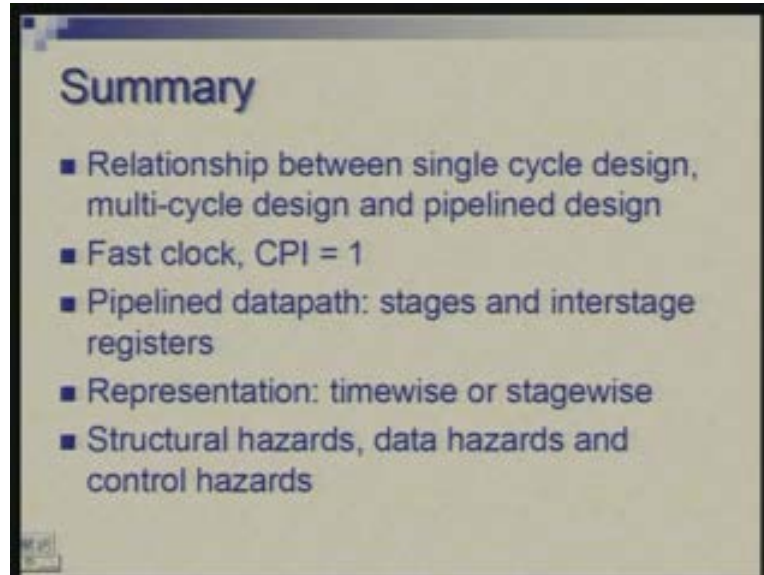 Summary
■ Relationship between single cycle design,
multi-cycle design and pipelined design
■ Fast clock, CPI = 1
■ Pipelined datapath: stages and interstage
registers
■ Representation: timewise or stagewise
■ Structural hazards, data hazards and
control hazards